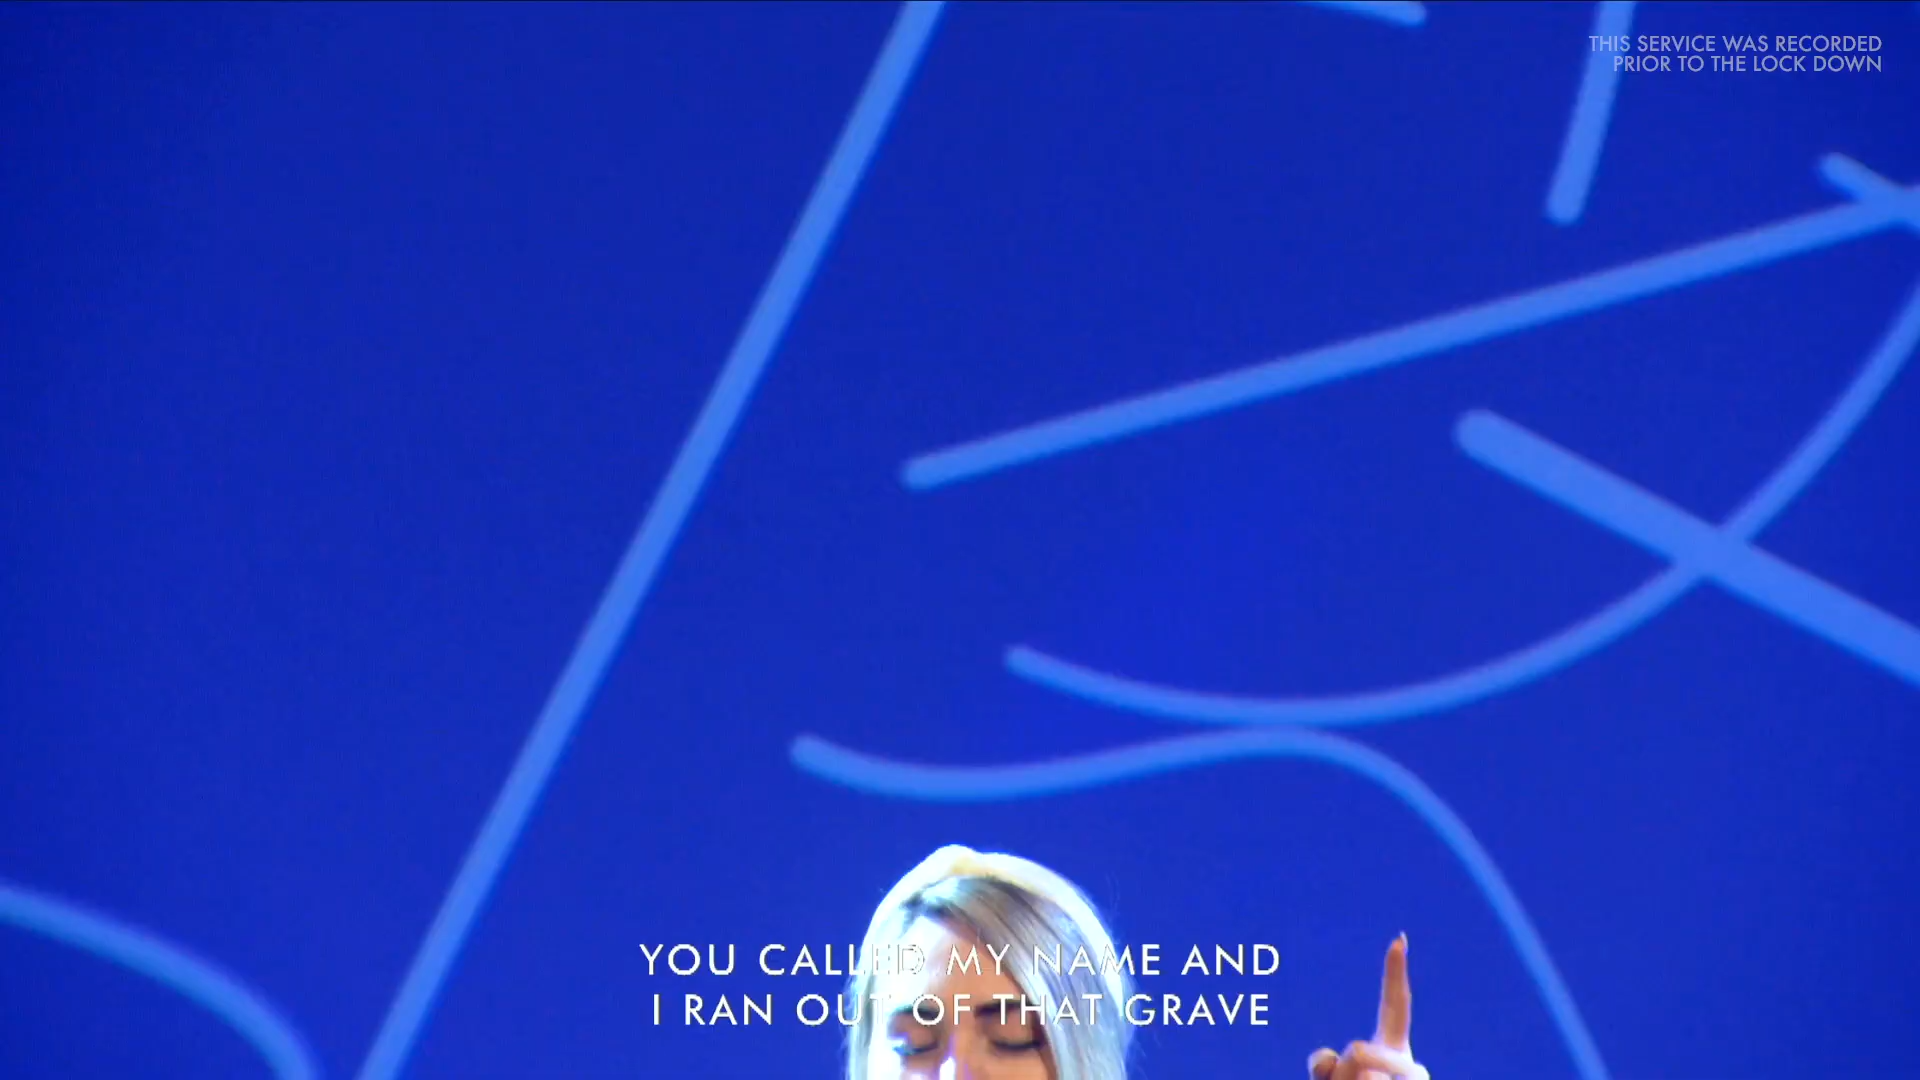 THIS SERVICE WAS RECORDED
PRIOR TO THE LOCK DOWN
YOU CALLED MY NAME AND
I RAN OUT OF THAT GRAVE